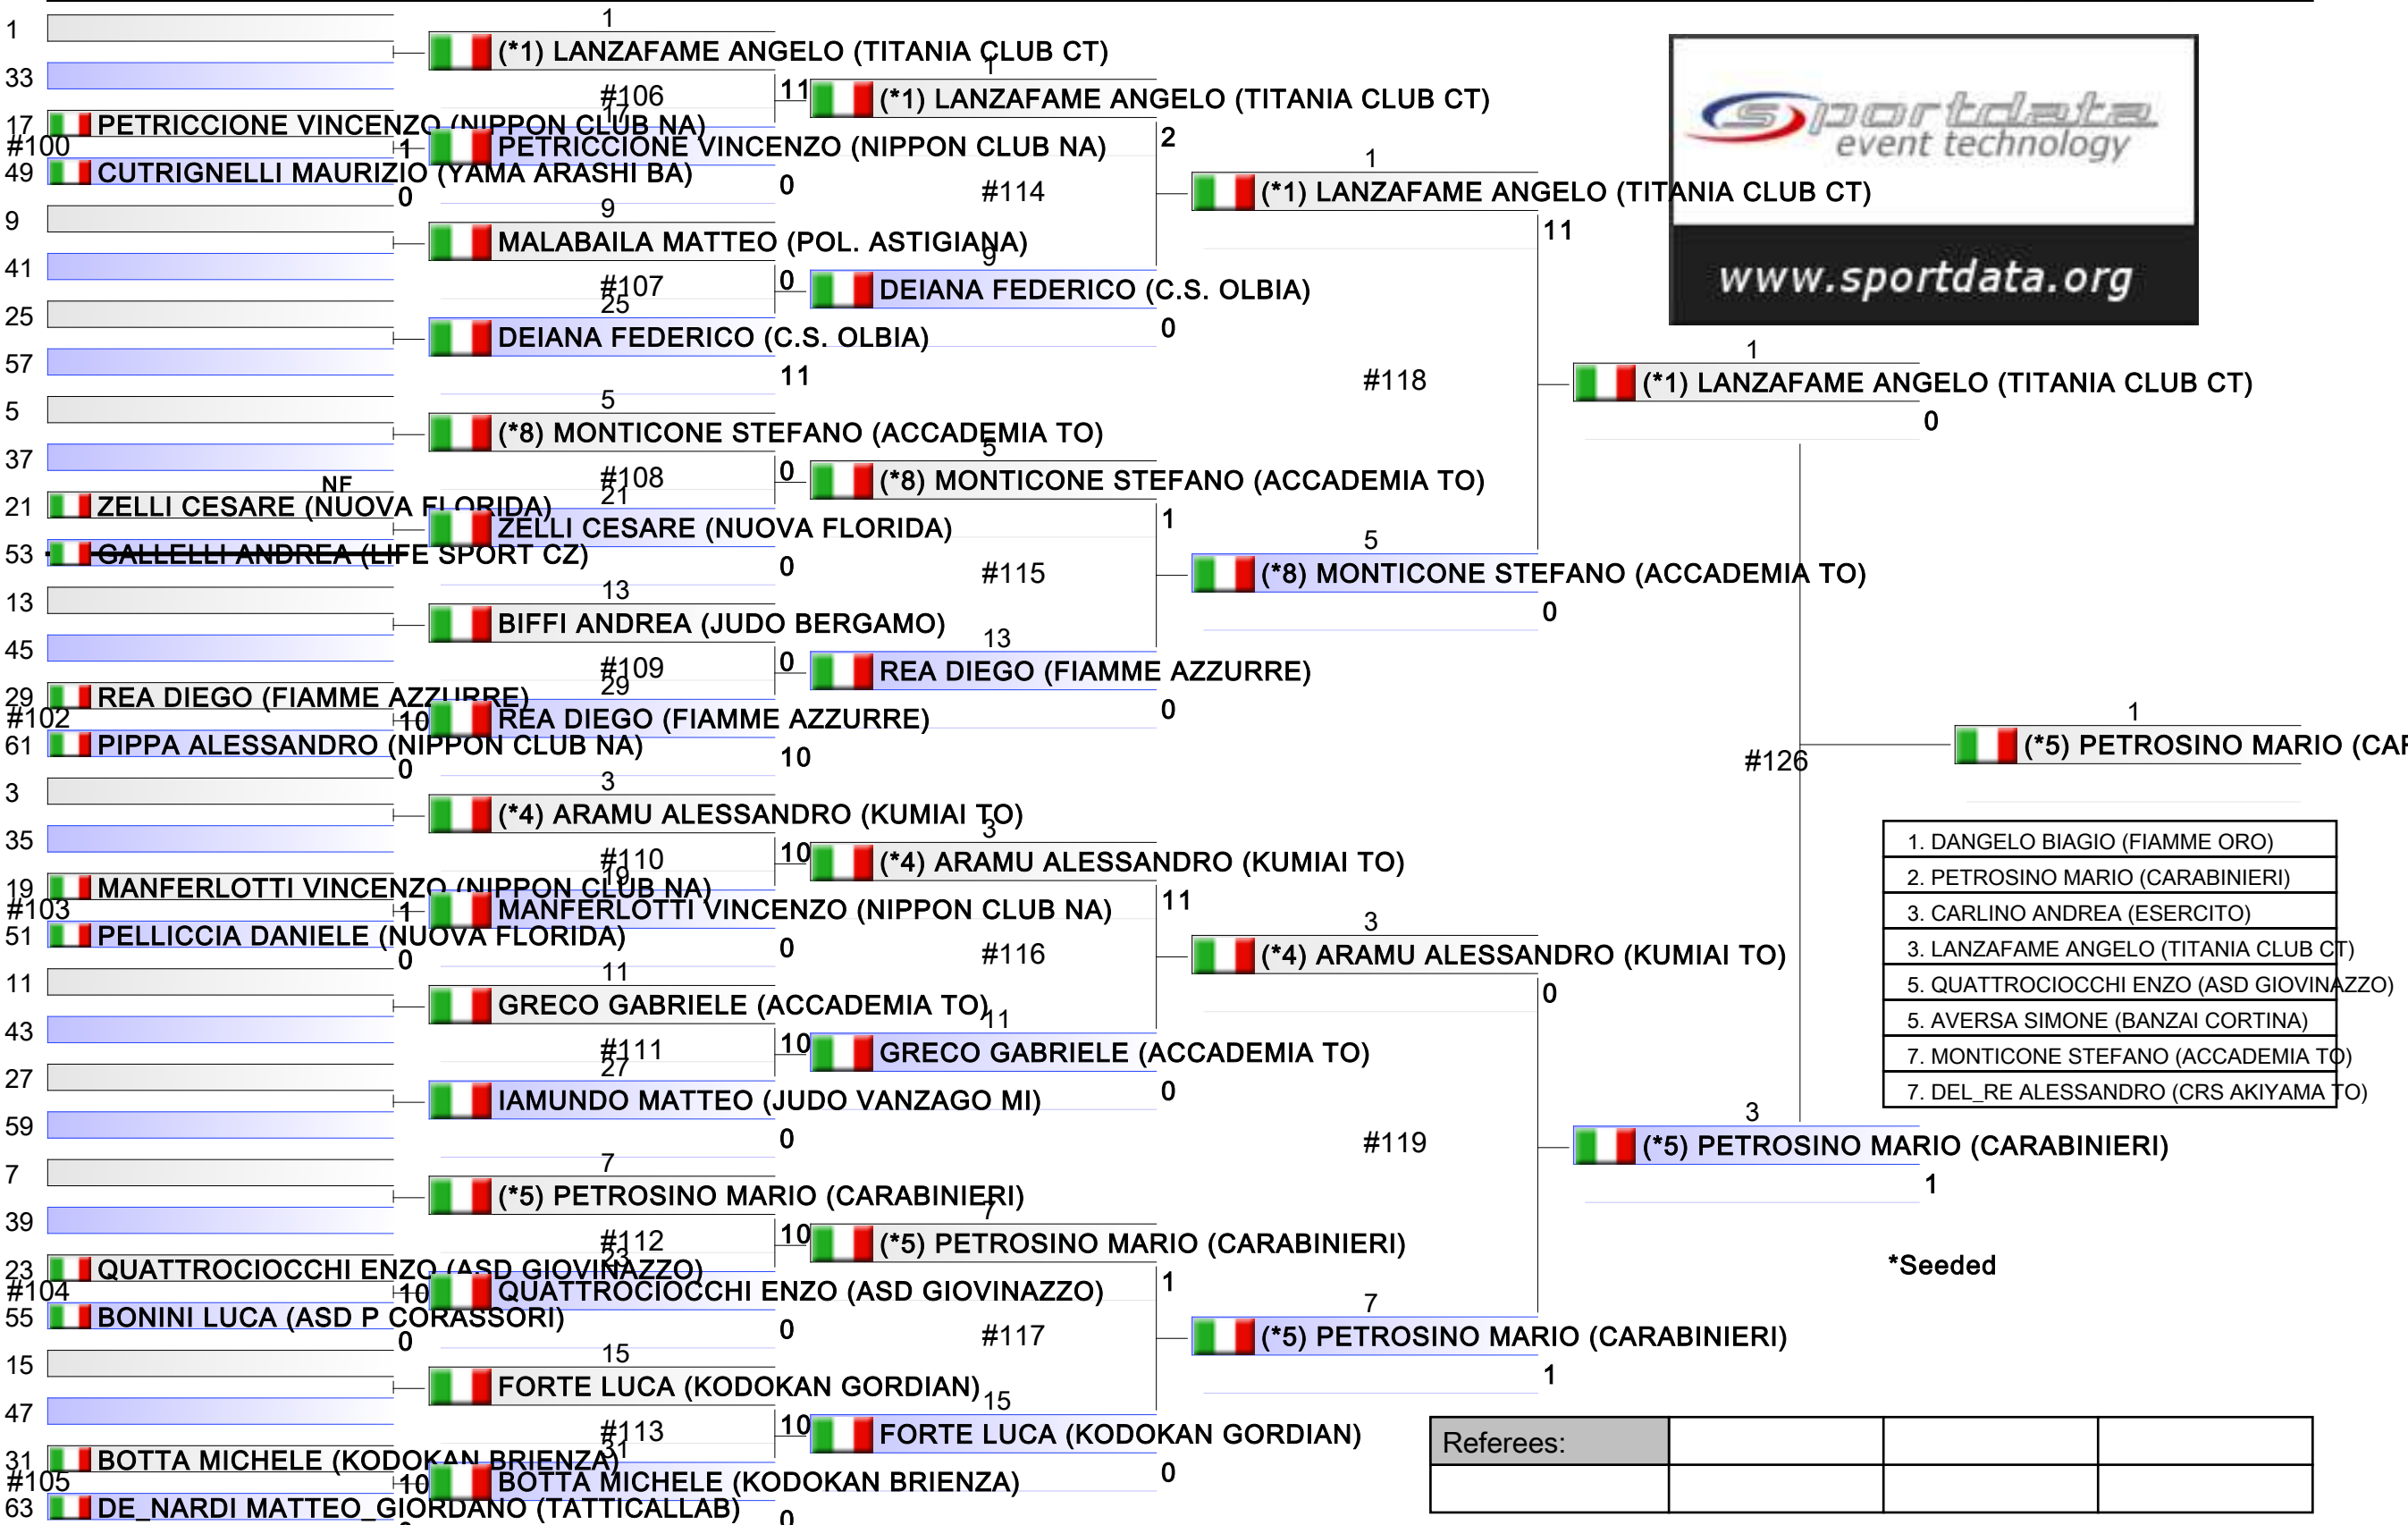 1
33
17 PETRICCIONE VINCENZO (NIPPON CLUB NA)
#100
1
49 CUTRIGNELLI MAURIZIO (YAMA ARASHI BA)
0
9
41
25
57
5
37
NF
21 ZELLI CESARE (NUOVA FLORIDA)
53 GALLELLI ANDREA (LIFE SPORT CZ)
13
45
29 REA DIEGO (FIAMME AZZURRE)
#102
10
61 PIPPA ALESSANDRO (NIPPON CLUB NA)
0
3
35
19 MANFERLOTTI VINCENZO (NIPPON CLUB NA)
#103
1
51 PELLICCIA DANIELE (NUOVA FLORIDA)
0
11
43
27
59
7
39
23 QUATTROCIOCCHI ENZO (ASD GIOVINAZZO)
#104
10
55 BONINI LUCA (ASD P CORASSORI)
0
15
47
31 BOTTA MICHELE (KODOKAN BRIENZA)
#105
10
63 DE_NARDI MATTEO_GIORDANO (TATTICALLAB)
1
(*1) LANZAFAME ANGELO (TITANIA CLUB CT)
11
#106
17
PETRICCIONE VINCENZO (NIPPON CLUB NA)
0
9
MALABAILA MATTEO (POL. ASTIGIANA)
0
#107
25
DEIANA FEDERICO (C.S. OLBIA)
11
5
(*8) MONTICONE STEFANO (ACCADEMIA TO)
0
#108
21
ZELLI CESARE (NUOVA FLORIDA)
0
13
BIFFI ANDREA (JUDO BERGAMO)
0
#109
29
REA DIEGO (FIAMME AZZURRE)
10
3
(*4) ARAMU ALESSANDRO (KUMIAI TO)
10
#110
19
MANFERLOTTI VINCENZO (NIPPON CLUB NA)
0
11
GRECO GABRIELE (ACCADEMIA TO)
10
#111
27
IAMUNDO MATTEO (JUDO VANZAGO MI)
0
7
(*5) PETROSINO MARIO (CARABINIERI)
10
#112
23
QUATTROCIOCCHI ENZO (ASD GIOVINAZZO)
0
15
FORTE LUCA (KODOKAN GORDIAN)
10
#113
31
BOTTA MICHELE (KODOKAN BRIENZA)
0
1
(*1) LANZAFAME ANGELO (TITANIA CLUB CT)
2
#114
9
DEIANA FEDERICO (C.S. OLBIA)
0
5
(*8) MONTICONE STEFANO (ACCADEMIA TO)
1
#115
13
REA DIEGO (FIAMME AZZURRE)
0
3
(*4) ARAMU ALESSANDRO (KUMIAI TO)
11
#116
11
GRECO GABRIELE (ACCADEMIA TO)
0
7
(*5) PETROSINO MARIO (CARABINIERI)
1
#117
15
FORTE LUCA (KODOKAN GORDIAN)
0
1
(*1) LANZAFAME ANGELO (TITANIA CLUB CT)
11
#118
5
(*8) MONTICONE STEFANO (ACCADEMIA TO)
0
3
(*4) ARAMU ALESSANDRO (KUMIAI TO)
0
#119
7
(*5) PETROSINO MARIO (CARABINIERI)
1
sportdata
event technology
www.sportdata.org
1
(*1) LANZAFAME ANGELO (TITANIA CLUB CT)
0
#126
3
(*5) PETROSINO MARIO (CARABINIERI)
1
1
(*5) PETROSINO MARIO (CAR
1. DANGELO BIAGIO (FIAMME ORO)
2. PETROSINO MARIO (CARABINIERI)
3. CARLINO ANDREA (ESERCITO)
3. LANZAFAME ANGELO (TITANIA CLUB CT)
5. QUATTROCIOCCHI ENZO (ASD GIOVINAZZO)
5. AVERSA SIMONE (BANZAI CORTINA)
7. MONTICONE STEFANO (ACCADEMIA TO)
7. DEL_RE ALESSANDRO (CRS AKIYAMA TO)
*Seeded
Referees: